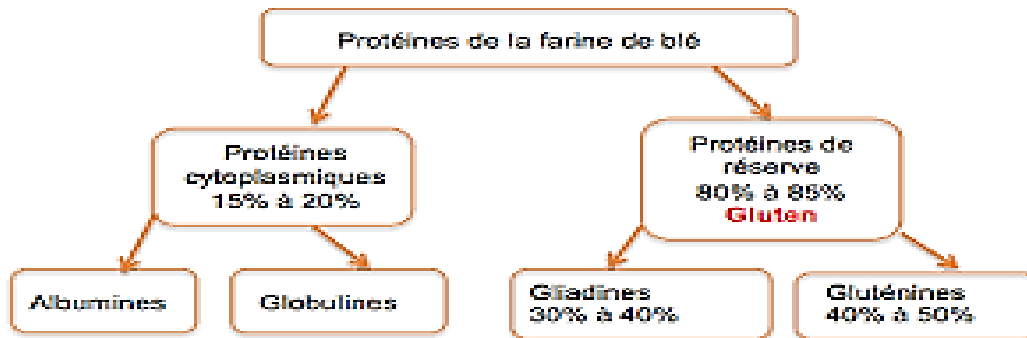 Protéines de la farine de blé
Protéines
cytoplasmiques
15% à 20%
Protéines de
réserve
80% à 85%
Gluten
Albumines
Globulines
Gliadines
30% à 40%
Gluténines
40% à 50%